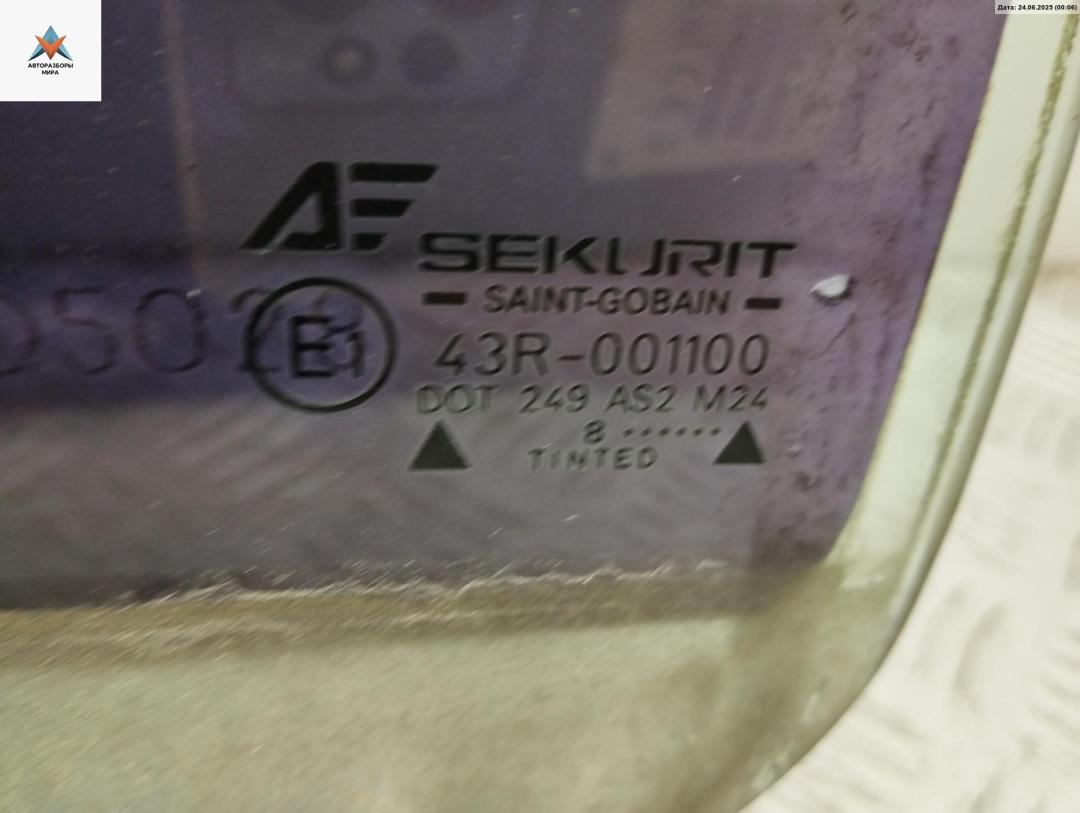 Дата: 24.06.2025 (00:06)
АВТОРАЗБОРЫ
МИРА
AF
SEKURIT
- SAINT-GOBAIN -
E1
43R-001100
DOT 249 AS2 M24
8 ······
TINTED